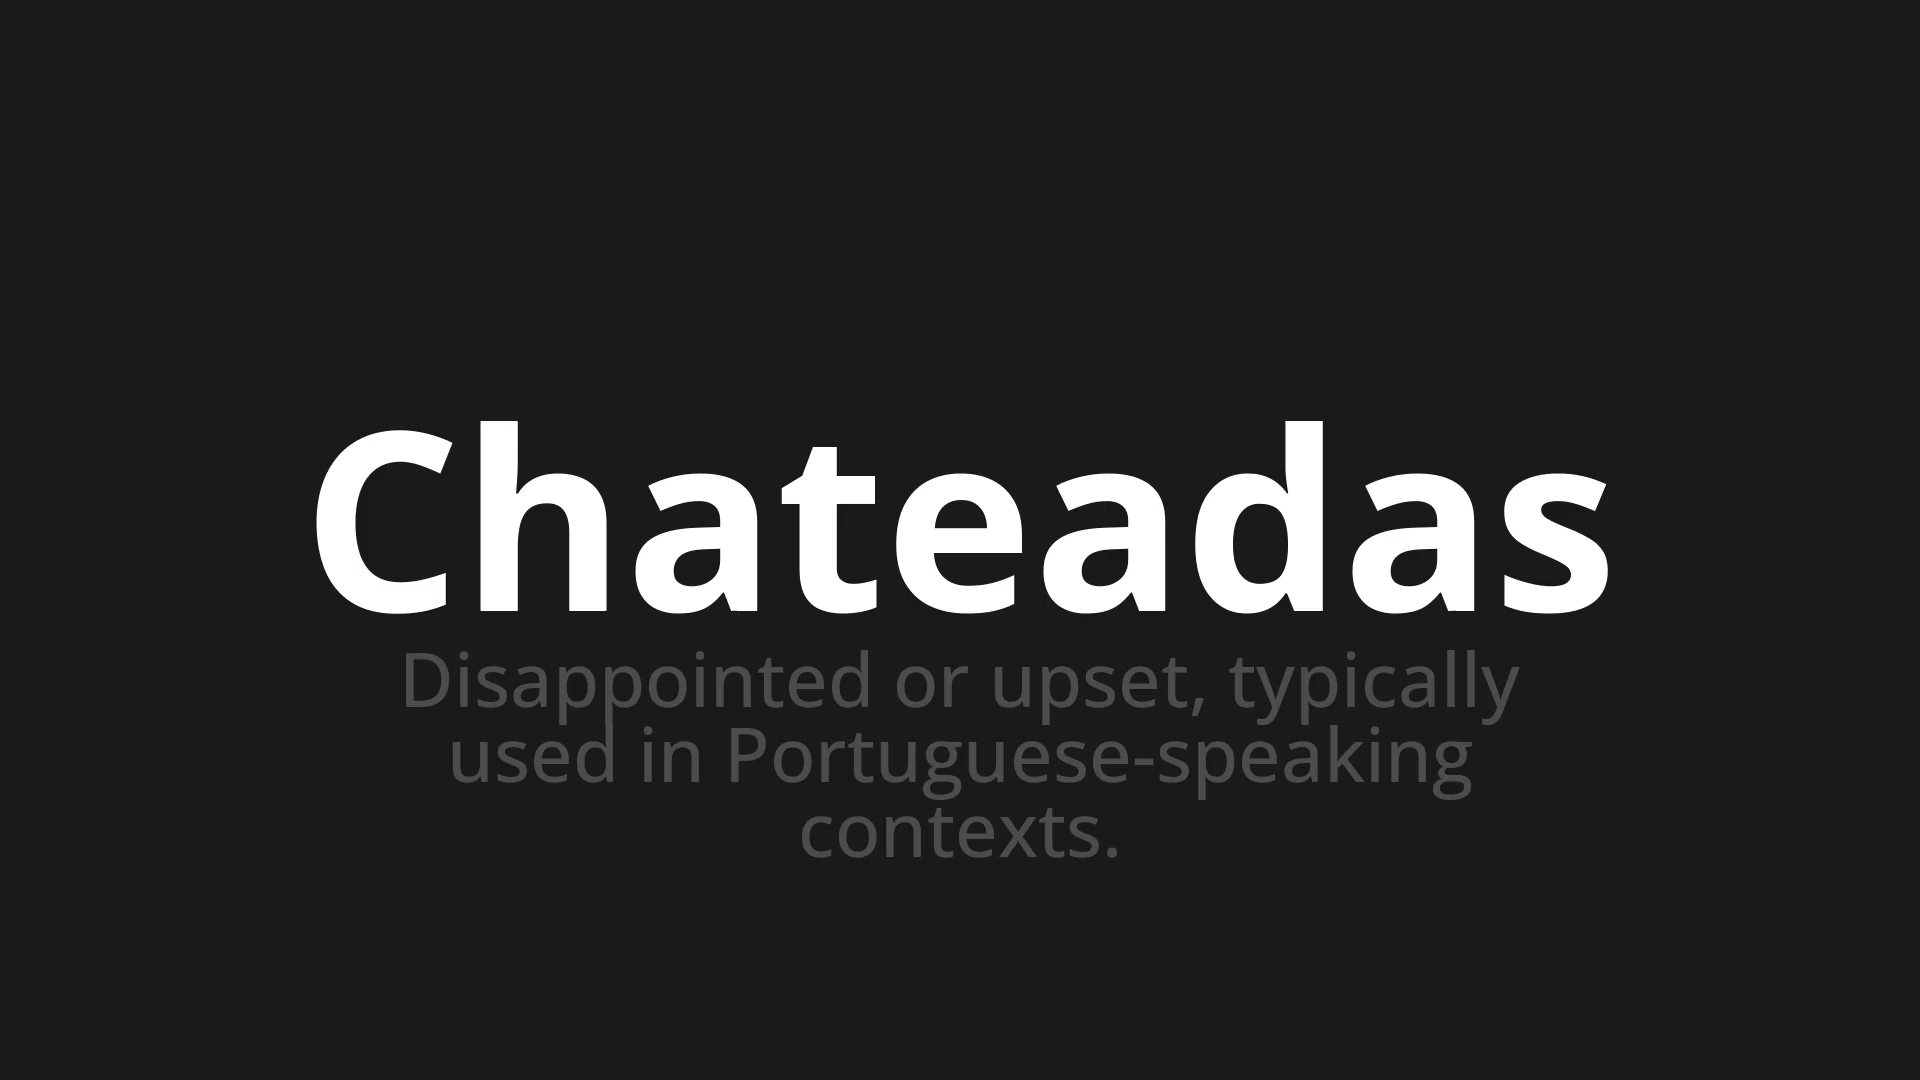 Chateadas
Disappointed or upset, typically
used in Portuguese-speaking
contexts.